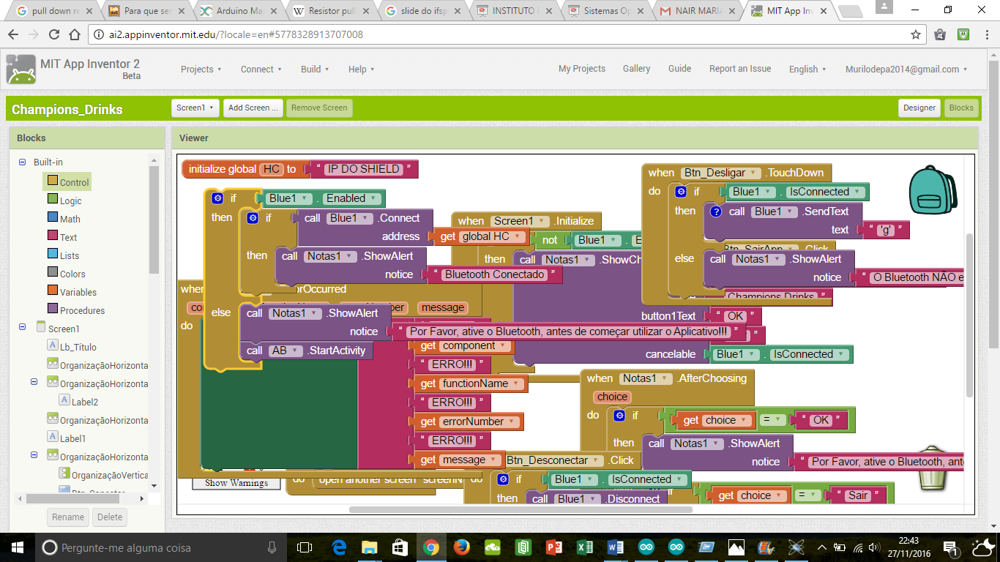 pull down re
Para que ser
Arduino Ma
Resistor pull
slide do ifsp
INSTITUTO F
Sistemas Op
NAIR MARIA
MIT App Inv
ai2.appinventor.mit.edu/?locale=en#5778328913707008
MIT App Inventor 2
Beta
Projects
Connect
Build
Help
My Projects
Gallery
Guide
Report an Issue
English
Murilodepa2014@gmail.com
Champions_Drinks
Screen1
Add Screen ...
Remove Screen
Designer
Blocks
Blocks
Viewer
Built-in
Control
Logic
Math
Text
Lists
Colors
Variables
Procedures
Screen1
Lb_Título
OrganizaçãoHorizonta
OrganizaçãoHorizonta
Label2
OrganizaçãoHorizonta
Label1
OrganizaçãoHorizonta
OrganizaçãoVertica
Rename
Delete
initialize global HC to " IP DO SHIELD "
if Blue1 . Enabled
then if call Blue1 .Connect
address get global HC
then call Notas1 .ShowAlert
notice " Bluetooth Conectado "
else call Notas1 .ShowAlert
notice " Por Favor, ative o Bluetooth, antes de começar utilizar o Aplicativo!!! "
call AB .StartActivity
when Screen1 .Initialize
not Blue1 . E
then call Notas1 .ShowCh
Champions Drinks "
button1Text " OK "
cancelable Blue1 . IsConnected
when Btn_Desligar .TouchDown
do if Blue1 . IsConnected
then call Blue1 .SendText
text " 'g' "
Btn_SairApp .Click
else call Notas1 .ShowAlert
notice " O Bluetooth NÃO e
when orOccurred
message
do
get component
" ERRO!!! "
get functionName
" ERRO!!! "
get errorNumber
" ERRO!!! "
get message
when Notas1 .AfterChoosing
choice
do if get choice = " OK "
then call Notas1 .ShowAlert
notice " Por Favor, ative o Bluetooth, ant
if get choice = " Sair "
Btn_Desconectar .Click
do if Blue1 . IsConnected
then call Blue1 .Disconnect
do open another screen screenN
Show Warnings
Pergunte-me alguma coisa
22:43
27/11/2016
1